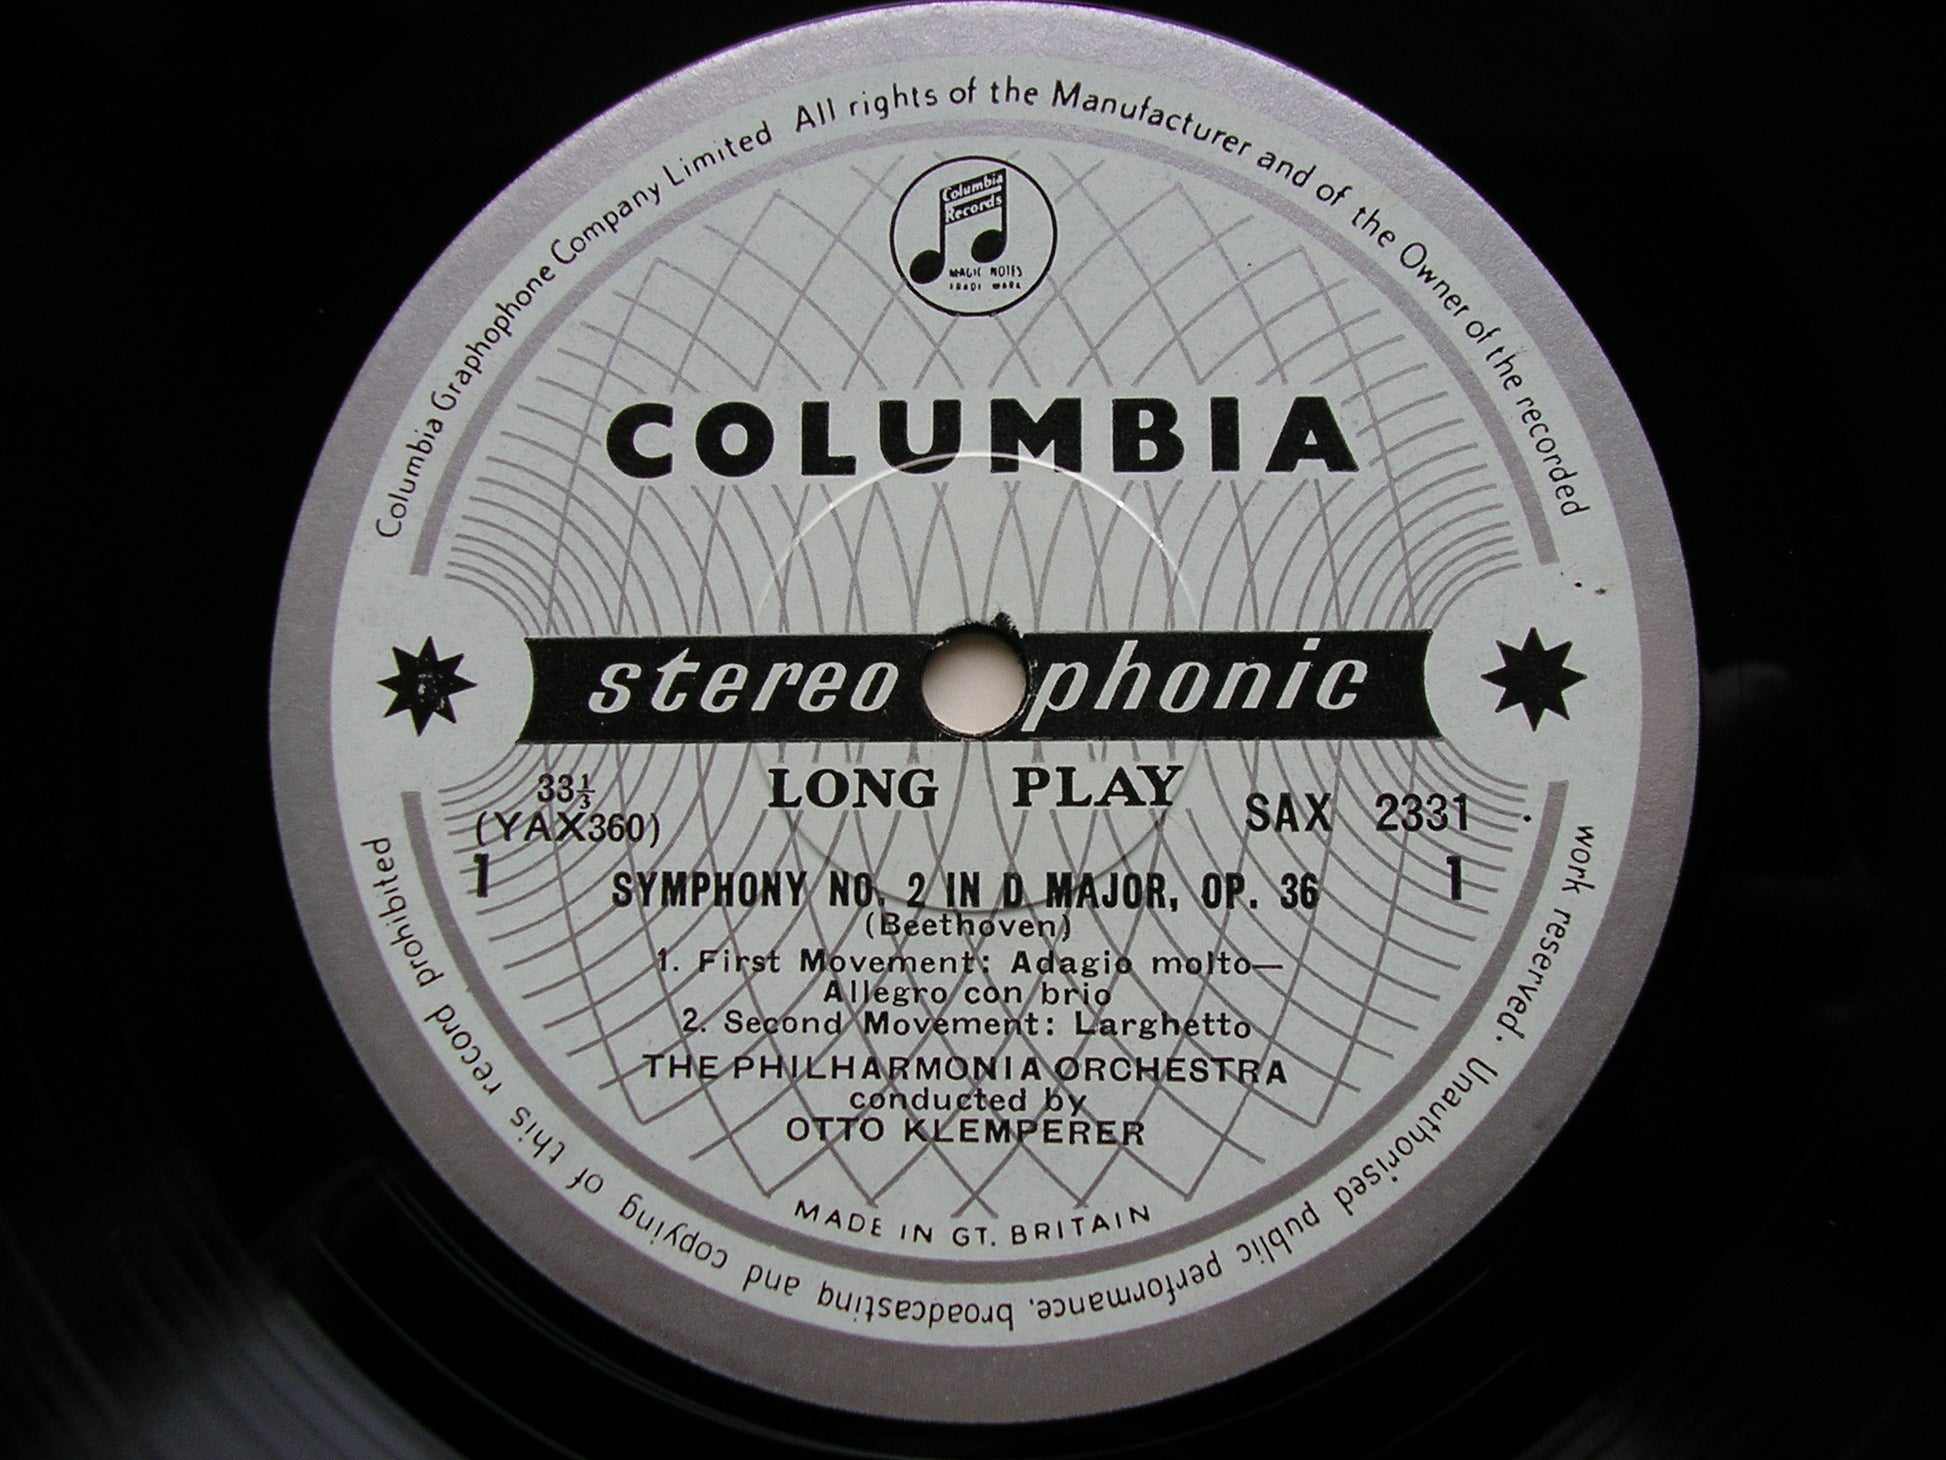 Columbia Graphophone Company Limited All rights of the Manufacturer and of the Owner of the recorded
work reserved. Unauthorised public performance, broadcasting and copying of this record prohibited
Columbia
Records
MAGIC NOTES
TRADE MARK
COLUMBIA
stereophonic
LONG PLAY
33⅓
(YAX360)
1
SAX 2331
1
SYMPHONY NO. 2 IN D MAJOR, OP. 36
(Beethoven)
1. First Movement: Adagio molto—
Allegro con brio
2. Second Movement: Larghetto
THE PHILHARMONIA ORCHESTRA
conducted by
OTTO KLEMPERER
MADE IN GT. BRITAIN